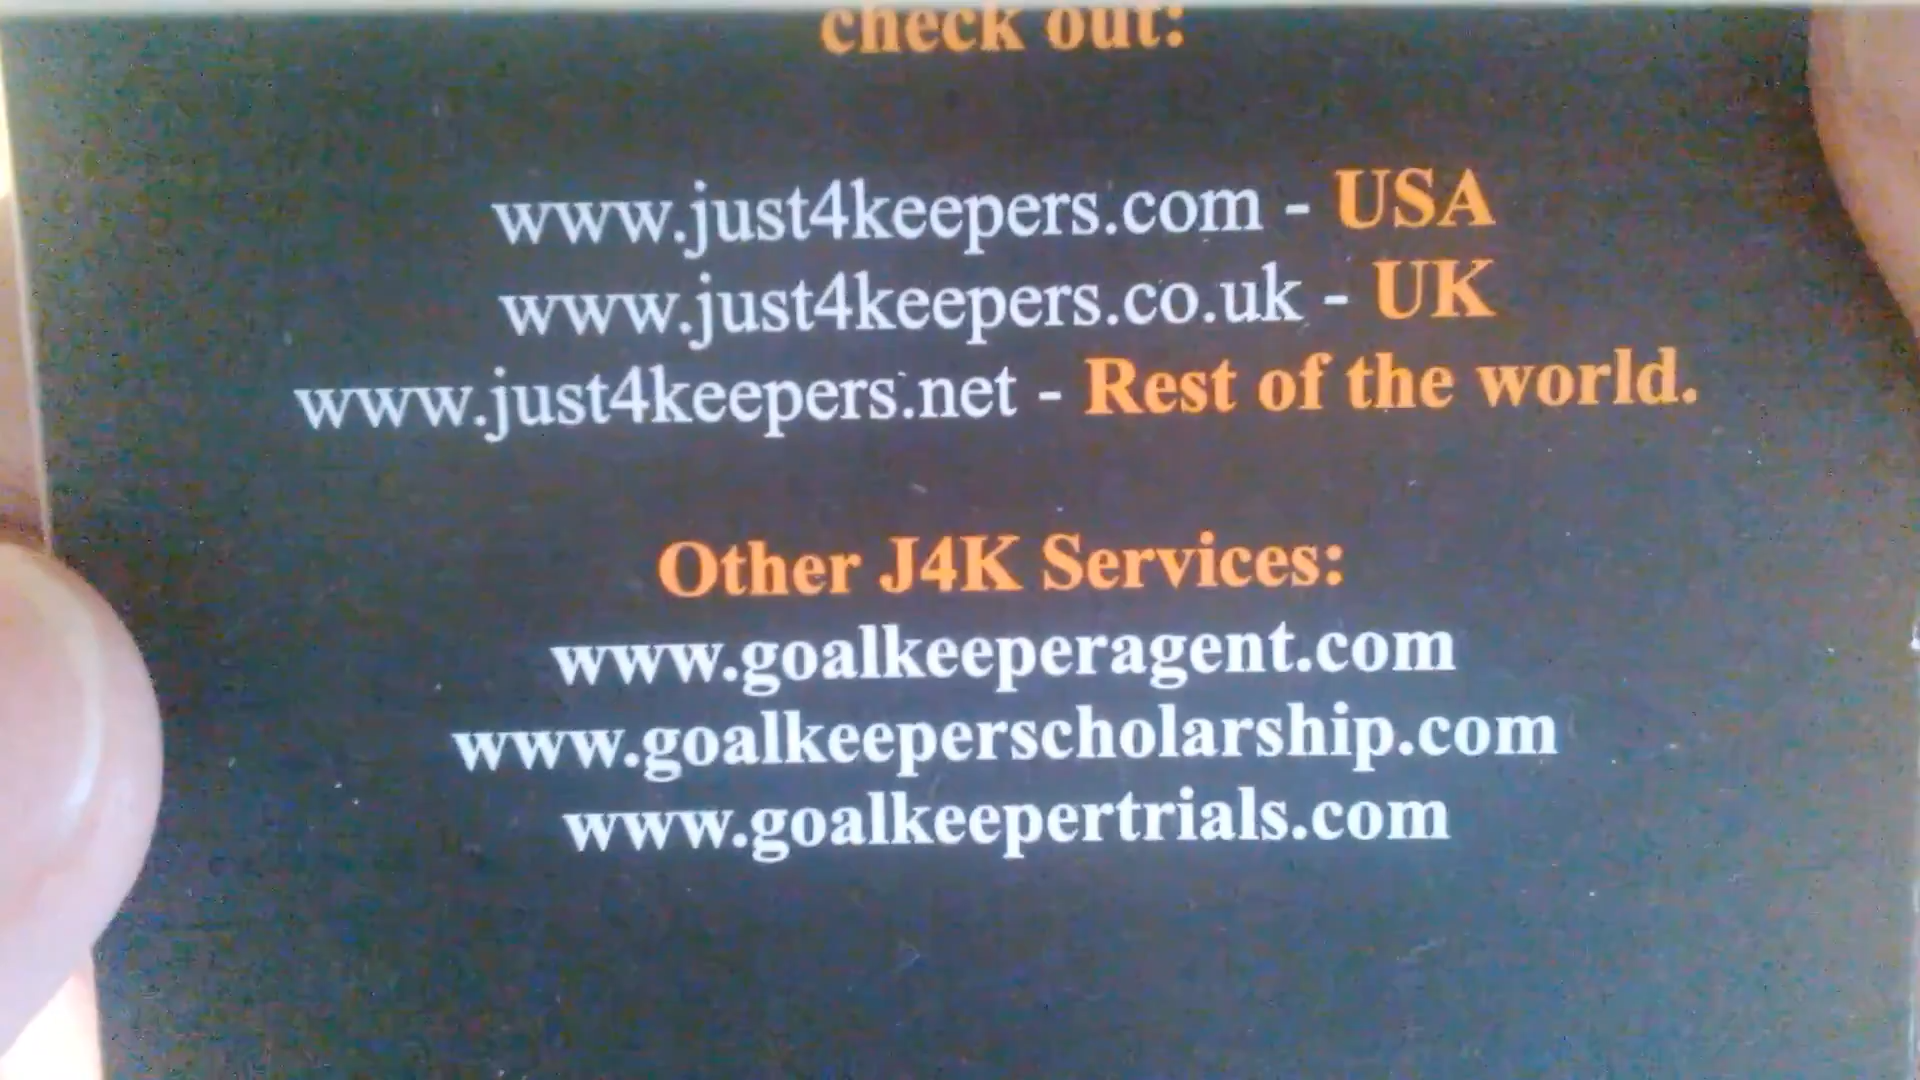 check out:
www.just4keepers.com - USA
www.just4keepers.co.uk - UK
www.just4keepers.net - Rest of the world.
Other J4K Services:
www.goalkeeperagent.com
www.goalkeeperscholarship.com
www.goalkeepertrials.com